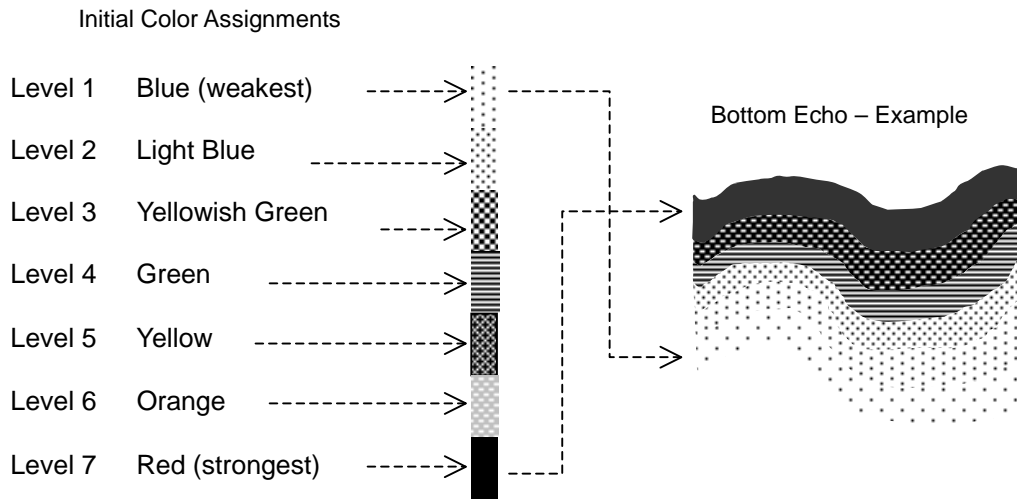 Initial Color Assignments
Level 1 Blue (weakest)
Bottom Echo – Example
Level 2 Light Blue
Level 3 Yellowish Green
Level 4 Green
Level 5 Yellow
Level 6 Orange
Level 7 Red (strongest)